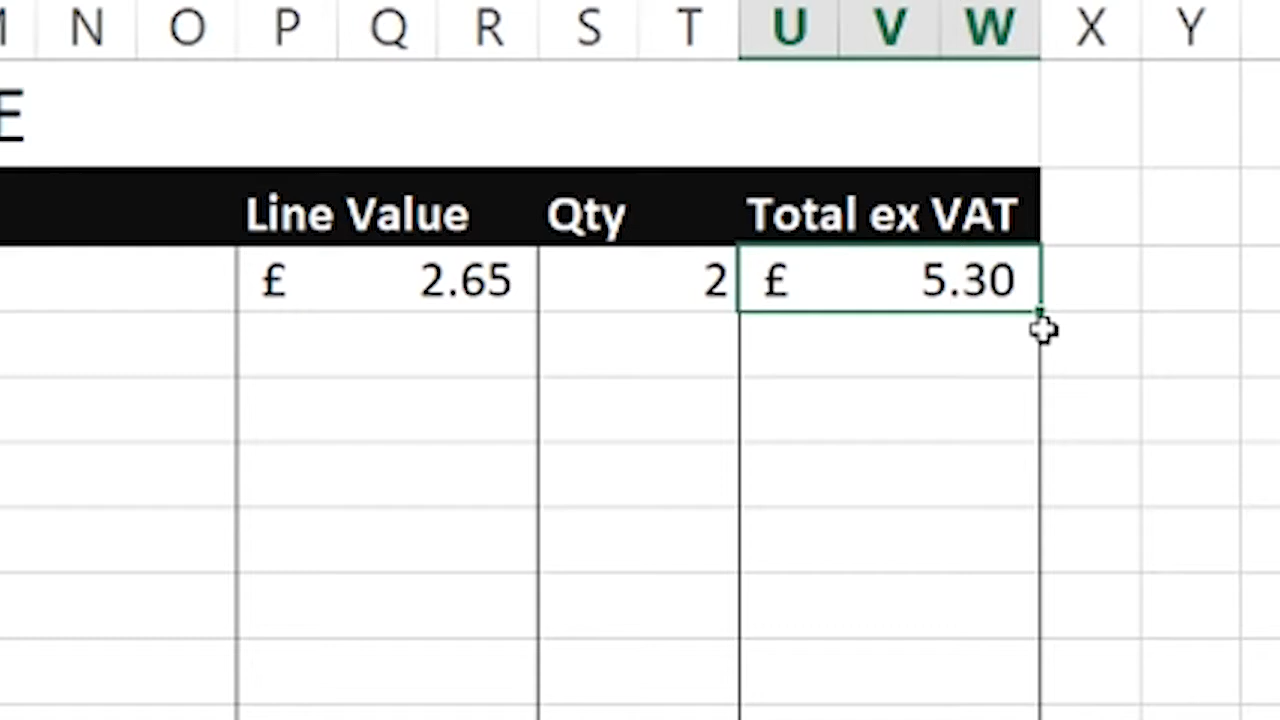 N O P Q R S T U V W X Y
E
Line Value Qty Total ex VAT
£ 2.65 2 £ 5.30